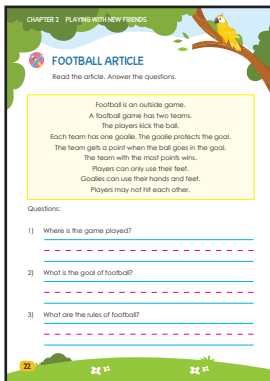 CHAPTER 2 PLAYING WITH NEW FRIENDS
FOOTBALL ARTICLE
Read the article. Answer the questions.
Football is an outside game.
A football game has two teams.
The players kick the ball.
Each team has one goalie. The goalie protects the goal.
The team gets a point when the ball goes in the goal.
The team with the most points wins.
Players can only use their feet.
Goalies can use their hands and feet.
Players may not hit each other.
Questions:
1) Where is the game played?
2) What is the goal of football?
3) What are the rules of football?
22